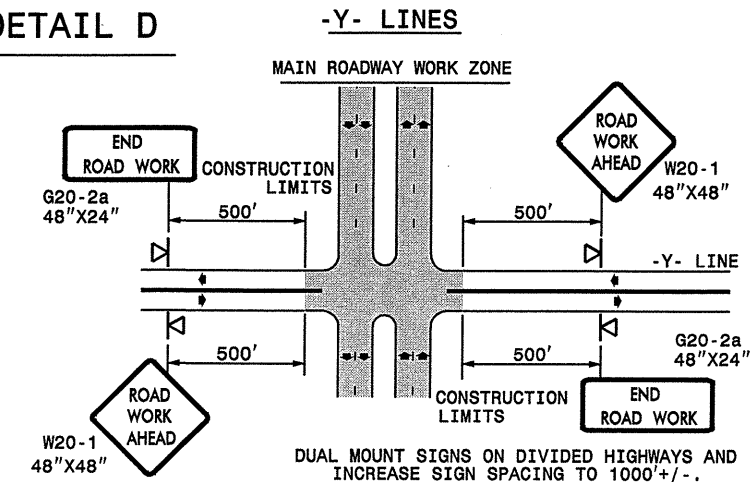 DETAIL D
-Y- LINES
MAIN ROADWAY WORK ZONE
END
ROAD WORK
G20-2a
48"X24"
CONSTRUCTION
LIMITS
500'
500'
ROAD
WORK
AHEAD
W20-1
48"X48"
-Y- LINE
500'
500'
ROAD
WORK
AHEAD
W20-1
48"X48"
CONSTRUCTION
LIMITS
G20-2a
48"X24"
END
ROAD WORK
DUAL MOUNT SIGNS ON DIVIDED HIGHWAYS AND
INCREASE SIGN SPACING TO 1000'+/-.